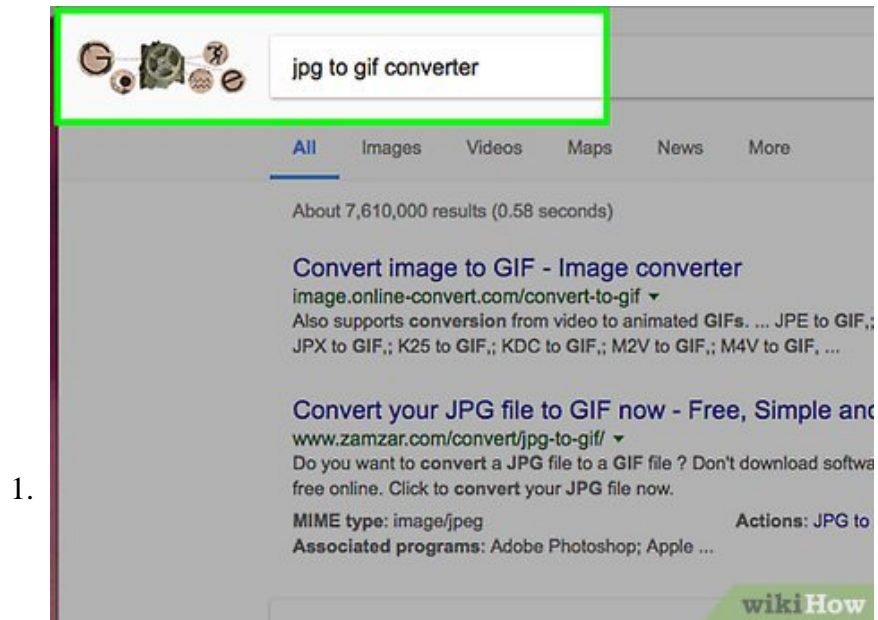 jpg to gif converter
All Images Videos Maps News More
About 7,610,000 results (0.58 seconds)
Convert image to GIF - Image converter
image.online-convert.com/convert-to-gif
Also supports conversion from video to animated GIFs. ... JPE to GIF,;
JPX to GIF,; K25 to GIF,; KDC to GIF,; M2V to GIF,; M4V to GIF, ...
Convert your JPG file to GIF now - Free, Simple and
www.zamzar.com/convert/jpg-to-gif/
Do you want to convert a JPG file to a GIF file ? Don't download softwa
1.
free online. Click to convert your JPG file now.
MIME type: image/jpeg Actions: JPG to
Associated programs: Adobe Photoshop; Apple ...
wikiHow